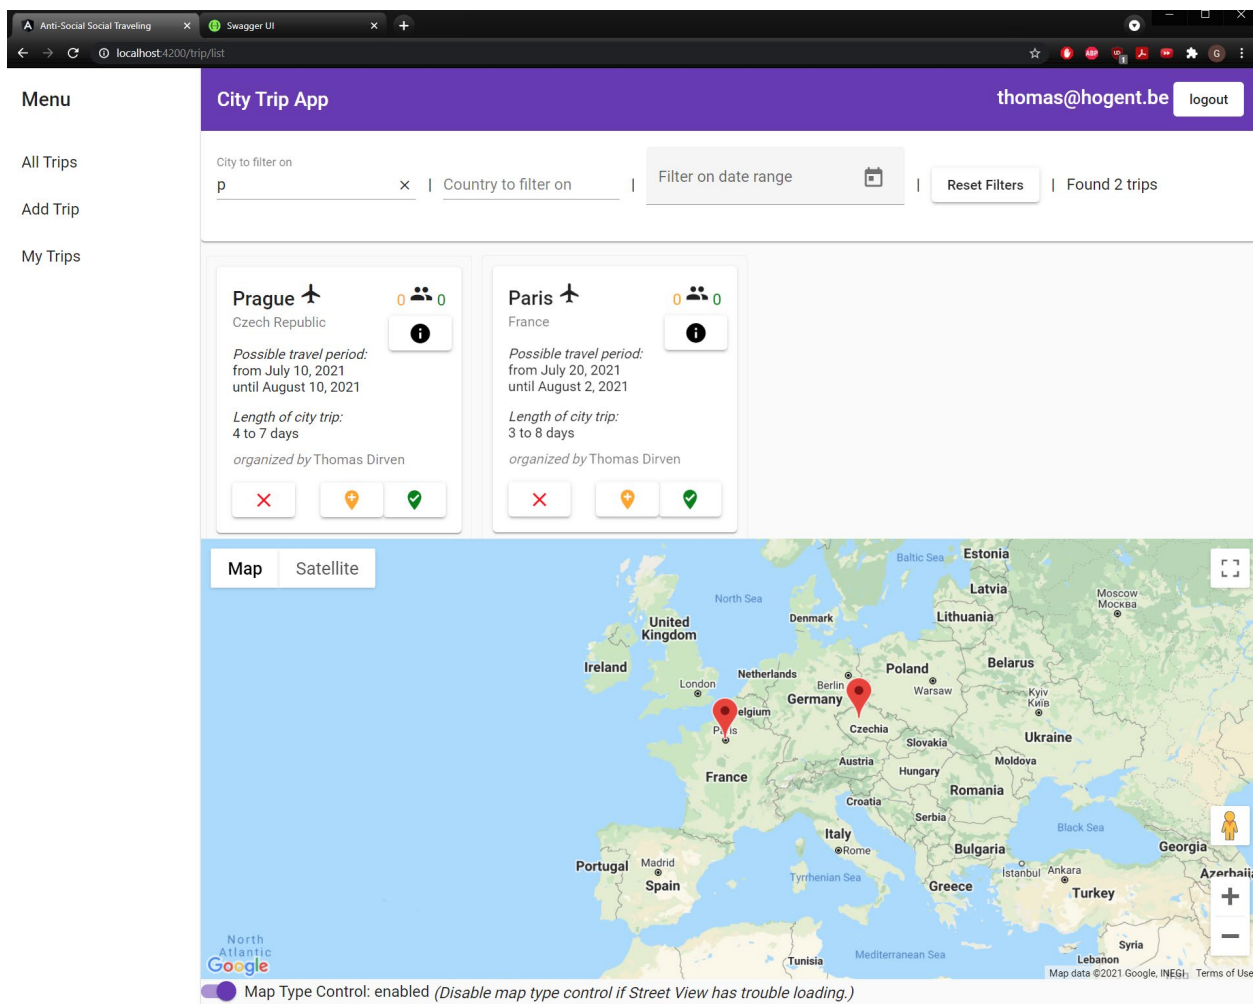 Anti-Social Social Traveling
Swagger UI
localhost:4200/trip/list
1
G
Menu
All Trips
Add Trip
My Trips
City Trip App
thomas@hogent.be
logout
City to filter on
p
| Country to filter on
| Filter on date range
| Reset Filters
| Found 2 trips
Prague
0 0
Czech Republic
Possible travel period:
from July 10, 2021
until August 10, 2021
Length of city trip:
4 to 7 days
organized by Thomas Dirven
Paris
0 0
France
Possible travel period:
from July 20, 2021
until August 2, 2021
Length of city trip:
3 to 8 days
organized by Thomas Dirven
Map Satellite
Baltic Sea
Estonia
Latvia
Moscow
Москва
North Sea
Denmark
Lithuania
United
Kingdom
Ireland
Netherlands
Poland
Belarus
London
Berlin
Warsaw
Germany
Kyiv
Київ
elgium
P is
Czechia
Slovakia
Ukraine
Austria
Hungary
Moldova
France
Romania
Croatia
Serbia
Black Sea
Italy
Rome
Bulgaria
Georgia
Portugal
Madrid
Spain
Tyrrhenian Sea
Greece
İstanbul
Ankara
Turkey
Azerbaij
North
Atlantic
Google
Tunisia
Mediterranean Sea
Syria
Lebanon
Map data ©2021 Google, INEGI
Terms of Use
Map Type Control: enabled (Disable map type control if Street View has trouble loading.)